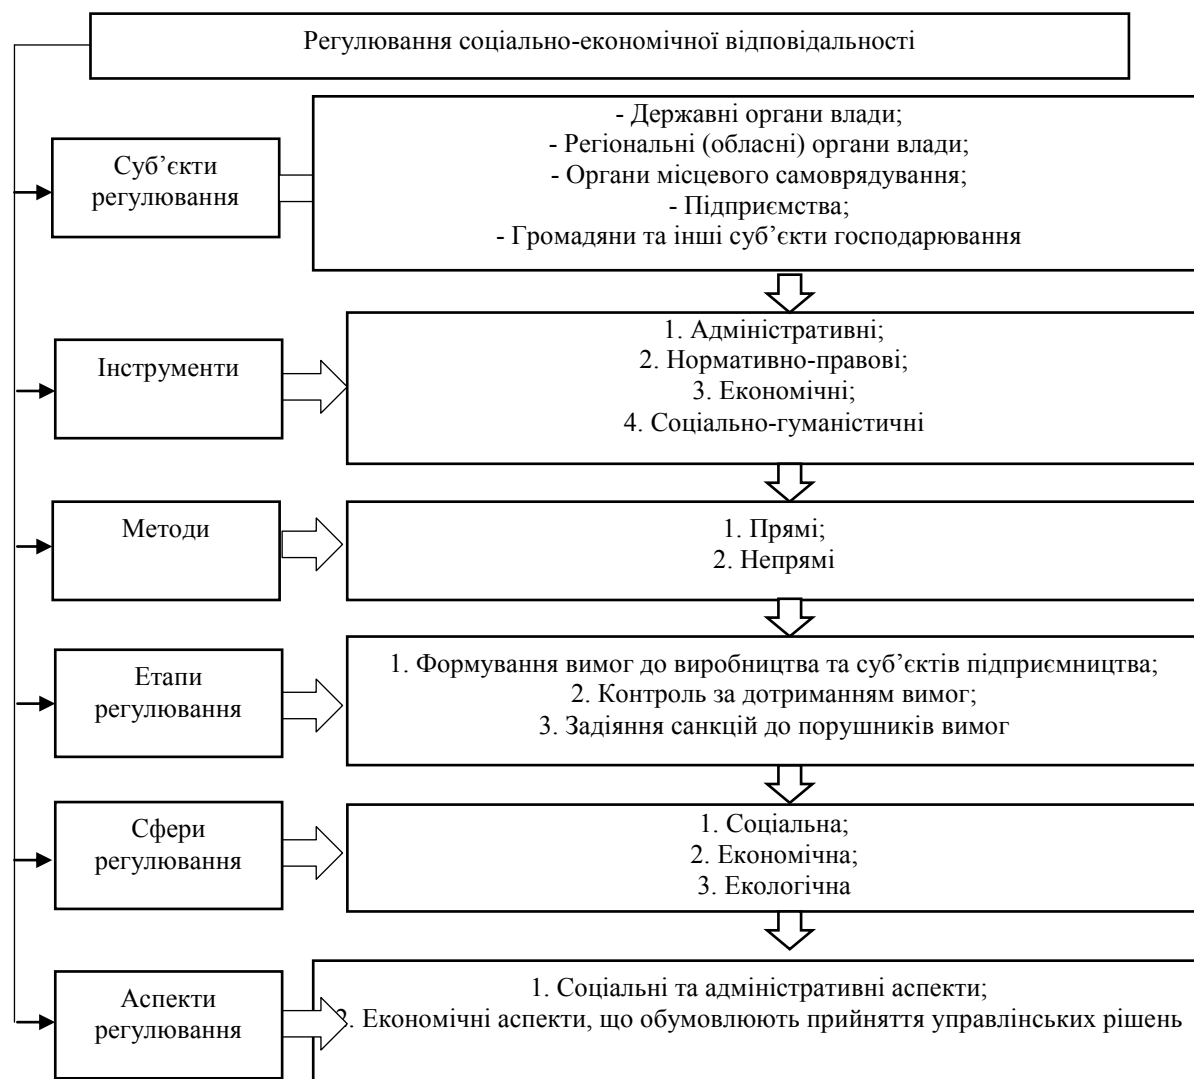 Регулювання соціально-економічної відповідальності
Суб’єкти
регулювання
- Державні органи влади;
- Регіональні (обласні) органи влади;
- Органи місцевого самоврядування;
- Підприємства;
- Громадяни та інші суб’єкти господарювання
Інструменти
1. Адміністративні;
2. Нормативно-правові;
3. Економічні;
4. Соціально-гуманістичні
Методи
1. Прямі;
2. Непрямі
Етапи
регулювання
1. Формування вимог до виробництва та суб’єктів підприємництва;
2. Контроль за дотриманням вимог;
3. Задіяння санкцій до порушників вимог
Сфери
регулювання
1. Соціальна;
2. Економічна;
3. Екологічна
Аспекти
регулювання
1. Соціальні та адміністративні аспекти;
2. Економічні аспекти, що обумовлюють прийняття управлінських рішень